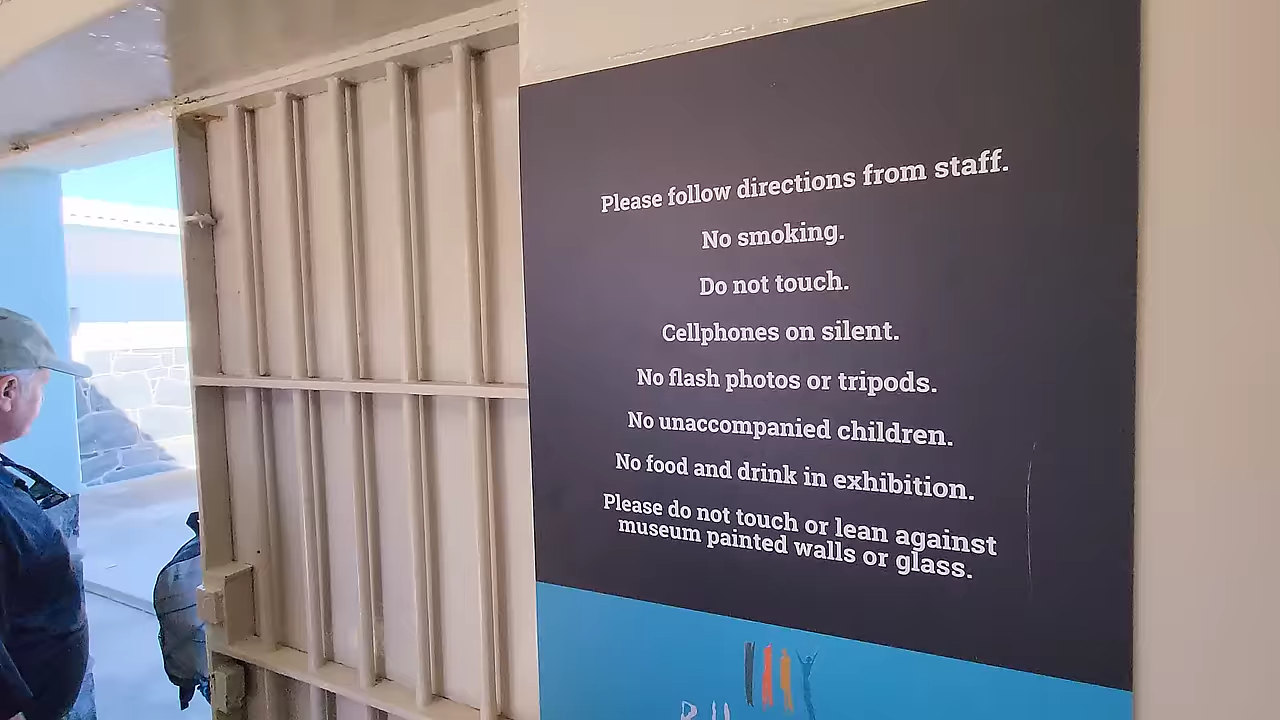 Please follow directions from staff.
No smoking.
Do not touch.
Cellphones on silent.
No flash photos or tripods.
No unaccompanied children.
No food and drink in exhibition.
Please do not touch or lean against
museum painted walls or glass.